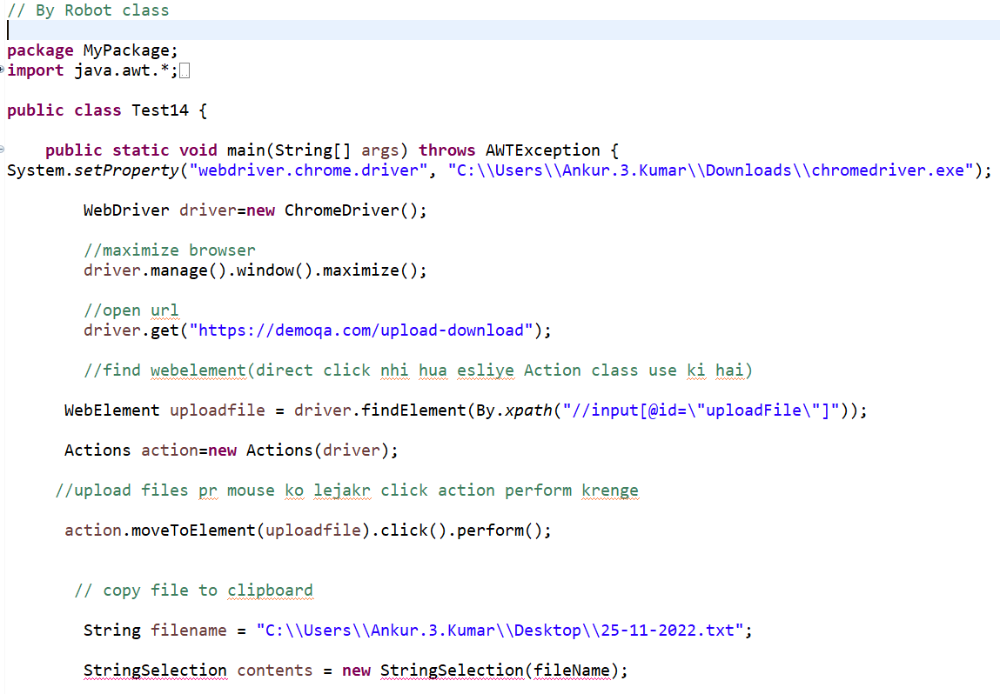 // By Robot class
package MyPackage;
import java.awt.*;
public class Test14 {
public static void main(String[] args) throws AWTException {
System.setProperty("webdriver.chrome.driver", "C:\\Users\\Ankur.3.Kumar\\Downloads\\chromedriver.exe");
WebDriver driver=new ChromeDriver();
//maximize browser
driver.manage().window().maximize();
//open url
driver.get("https://demoqa.com/upload-download");
//find webelement(direct click nhi hua esliye Action class use ki hai)
WebElement uploadfile = driver.findElement(By.xpath("//input[@id=\"uploadFile\"]"));
Actions action=new Actions(driver);
//upload files pr mouse ko lejakr click action perform krenge
action.moveToElement(uploadfile).click().perform();
// copy file to clipboard
String filename = "C:\\Users\\Ankur.3.Kumar\\Desktop\\25-11-2022.txt";
StringSelection contents = new StringSelection(fileName);